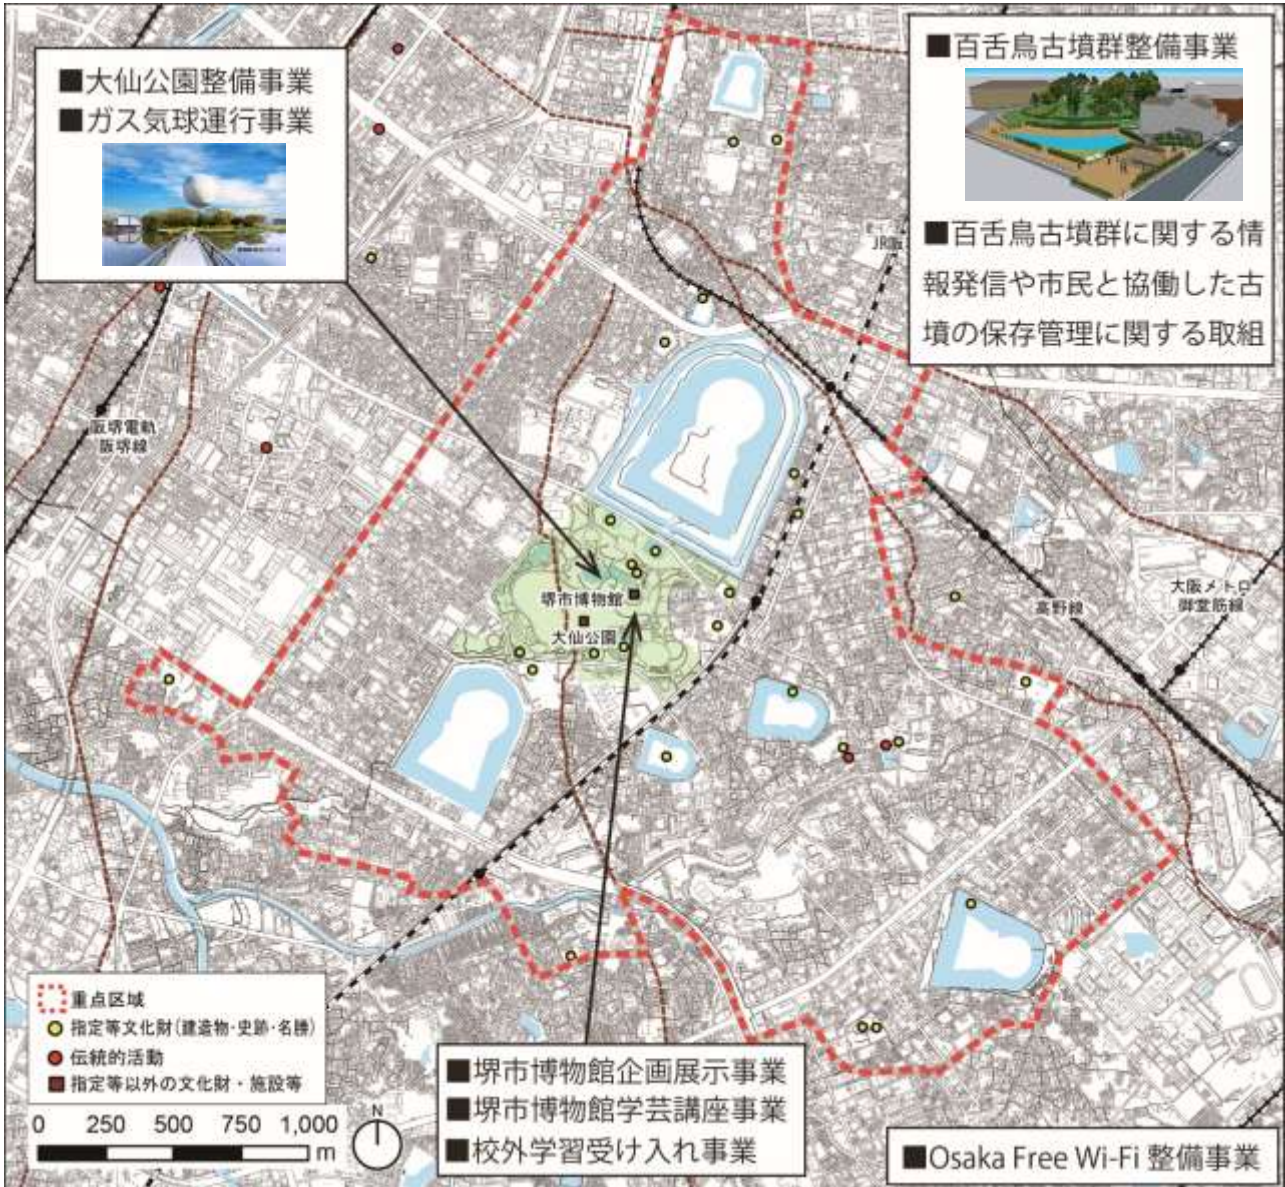 ■大仙公園整備事業
■ガス気球運行事業
■百舌鳥古墳群整備事業
■百舌鳥古墳群に関する情
報発信や市民と協働した古
墳の保存管理に関する取組
JR阪
阪堺電軌
阪堺線
堺市博物館
大仙公園
高野線
大阪メトロ
御堂筋線
重点区域
指定等文化財(建造物・史跡・名勝)
伝統的活動
指定等以外の文化財・施設等
0 250 500 750 1,000
m
N
■堺市博物館企画展示事業
■堺市博物館学芸講座事業
■校外学習受け入れ事業
■Osaka Free Wi-Fi 整備事業